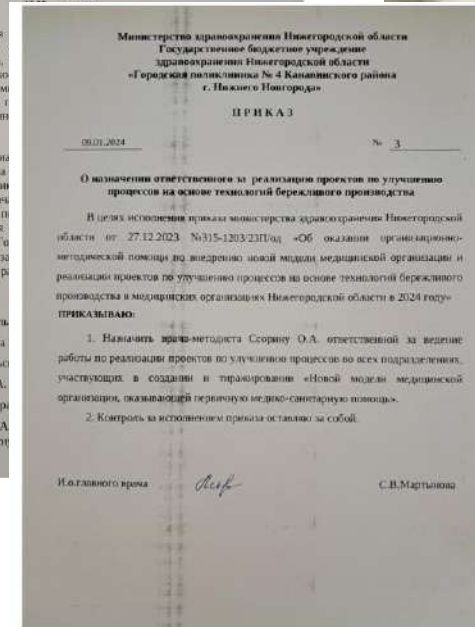 Министерство здравоохранения Нижегородской области
Государственное бюджетное учреждение
здравоохранения Нижегородской области
«Городская поликлиника № 4 Канавинского района
г. Нижнего Новгорода»
ПРИКАЗ
09.01.2024 № 3
О назначении ответственного за реализацию проектов по улучшению
процессов на основе технологий бережливого производства
В целях исполнения приказа министерства здравоохранения Нижегородской
области от 27.12.2023 №315-1203/23П/од «Об оказании организационно-
методической помощи по внедрению новой модели медицинской организации и
реализации проектов по улучшению процессов на основе технологий бережливого
производства в медицинских организациях Нижегородской области в 2024 году»
ПРИКАЗЫВАЮ:
1. Назначить врача-методиста Ссорину О.А. ответственной за ведение
работы по реализации проектов по улучшению процессов во всех подразделениях,
участвующих в создании и тиражировании «Новой модели медицинской
организации, оказывающей первичную медико-санитарную помощь».
2. Контроль за исполнением приказа оставляю за собой.
И.о.главного врача С.В.Мартынова